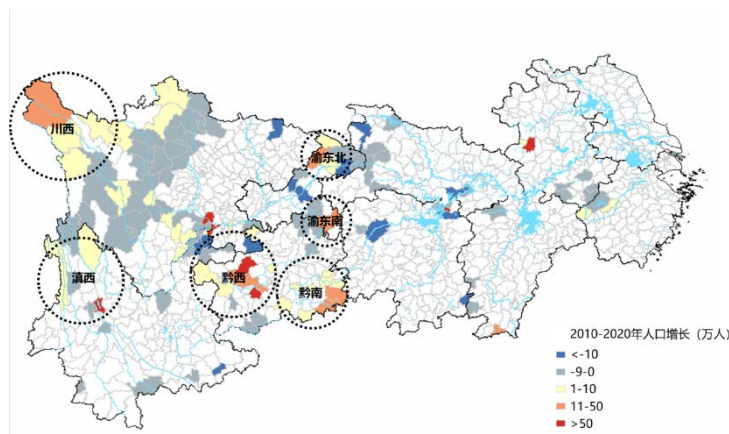 川西
渝东北
渝东南
滇西
黔西
黔南
2010-2020年人口增长（万人）
<-10
-9-0
1-10
11-50
>50